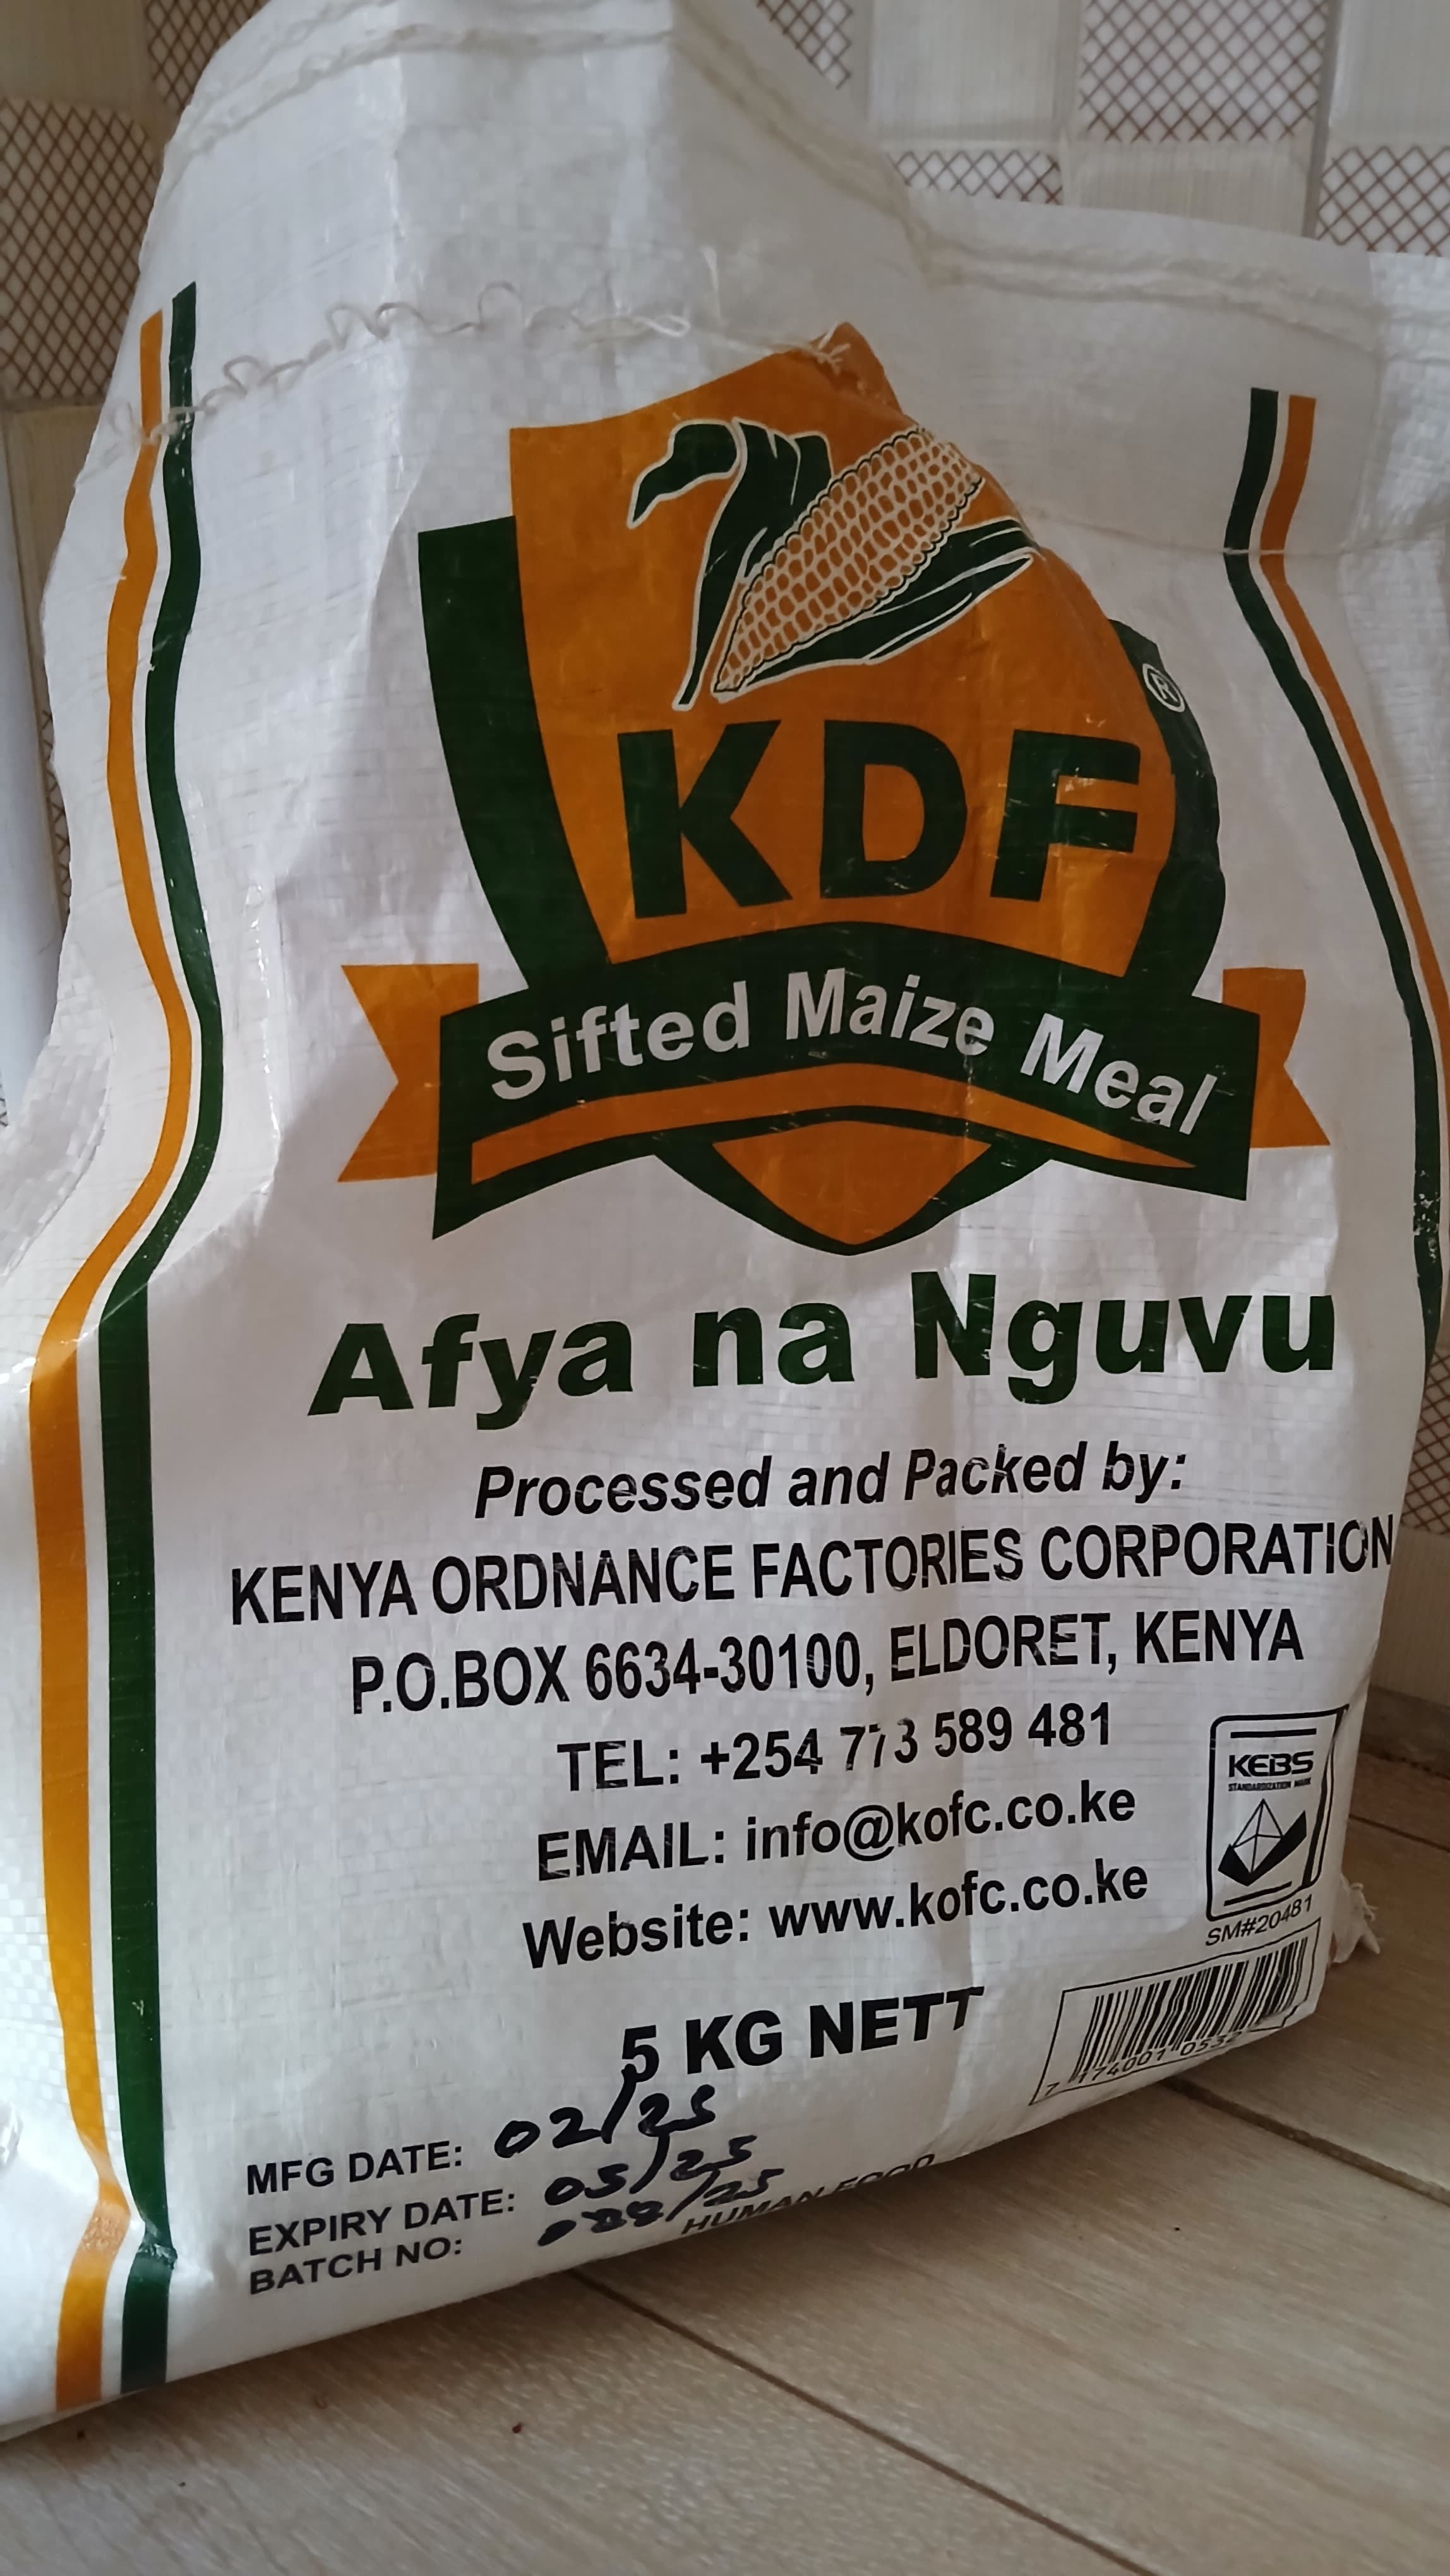 ®
KDF
Sifted Maize Meal
Afya na Nguvu
Processed and Packed by:
KENYA ORDNANCE FACTORIES CORPORATION
P.O.BOX 6634-30100, ELDORET, KENYA
TEL: +254 773 589 481
EMAIL: info@kofc.co.ke
Website: www.kofc.co.ke
KEBS
STANDARDIZATION MARK
SM#20481
5 KG NETT
MFG DATE: 02/25
EXPIRY DATE: 05/25
BATCH NO:
HUMAN FOOD